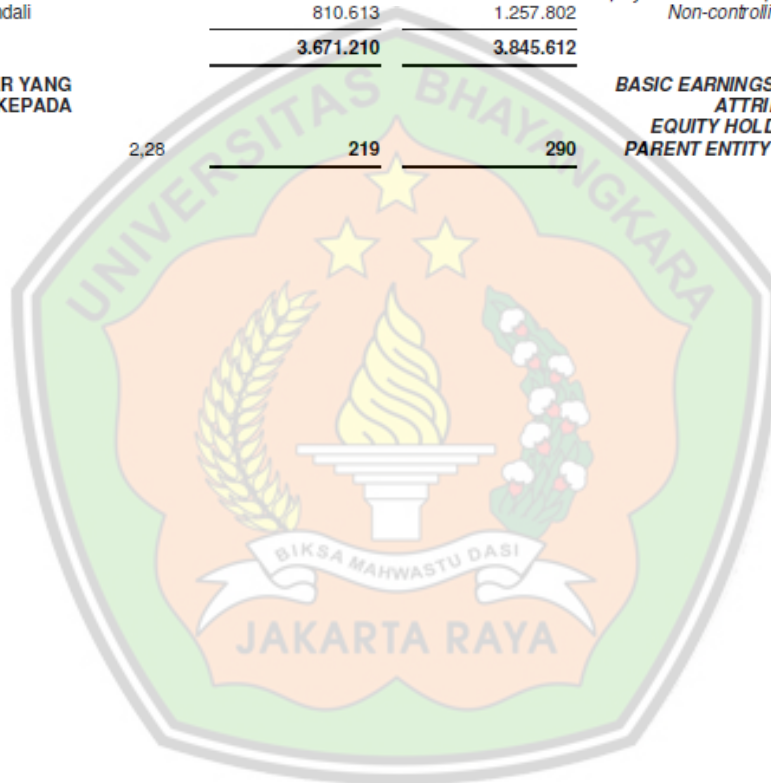 ndali 810.613 1.257.802 Non-controlli
3.671.210 3.845.612
R YANG BASIC EARNINGS
KEPADA ATTRI
EQUITY HOLD
2,28 219 290 PARENT ENTITY
UNIVERSITAS BHAYANGKARA
BIKSA MAHWASTU DASI
JAKARTA RAYA